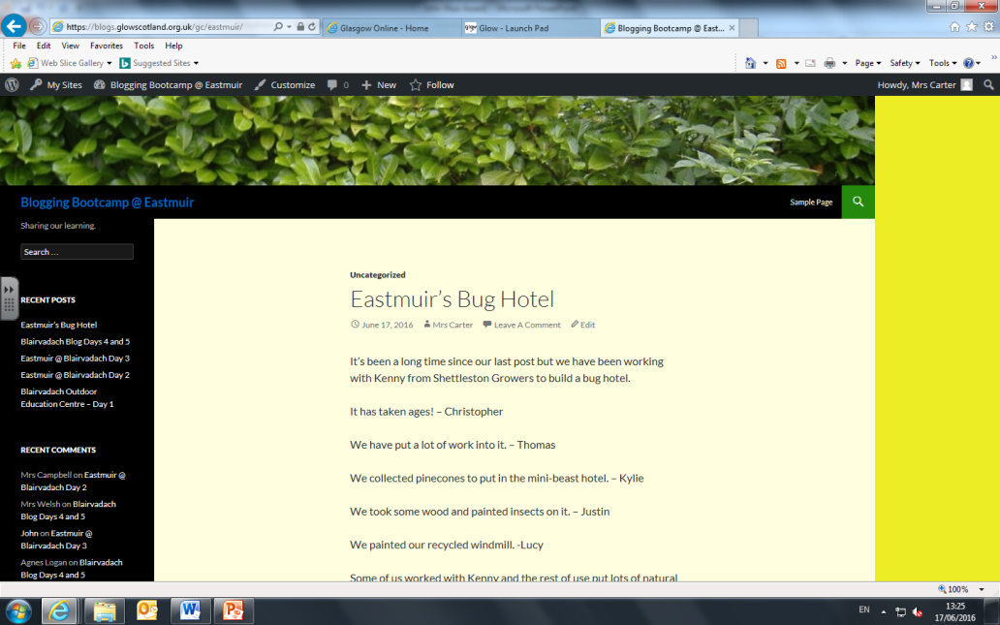 https://blogs.glowscotland.org.uk/gc/eastmuir/
Glasgow Online - Home
Glow - Launch Pad
Blogging Bootcamp @ East...
File Edit View Favorites Tools Help
Web Slice Gallery
Suggested Sites
Page Safety Tools
My Sites Blogging Bootcamp @ Eastmuir Customize 0 New Follow
Howdy, Mrs Carter
Blogging Bootcamp @ Eastmuir
Sample Page
Sharing our learning.
Search ...
RECENT POSTS
Eastmuir's Bug Hotel
Blairvadach Blog Days 4 and 5
Eastmuir @ Blairvadach Day 3
Eastmuir @ Blairvadach Day 2
Blairvadach Outdoor
Education Centre – Day 1
RECENT COMMENTS
Mrs Campbell on Eastmuir @
Blairvadach Day 2
Mrs Welsh on Blairvadach
Blog Days 4 and 5
John on Eastmuir @
Blairvadach Day 3
Agnes Logan on Blairvadach
Blog Days 4 and 5
Uncategorized
Eastmuir's Bug Hotel
June 17, 2016 Mrs Carter Leave A Comment Edit
It's been a long time since our last post but we have been working
with Kenny from Shettleston Growers to build a bug hotel.
It has taken ages! – Christopher
We have put a lot of work into it. – Thomas
We collected pinecones to put in the mini-beast hotel. – Kylie
We took some wood and painted insects on it. – Justin
We painted our recycled windmill. -Lucy
Some of us worked with Kenny and the rest of use put lots of natural
100%
EN
13:25
17/06/2016